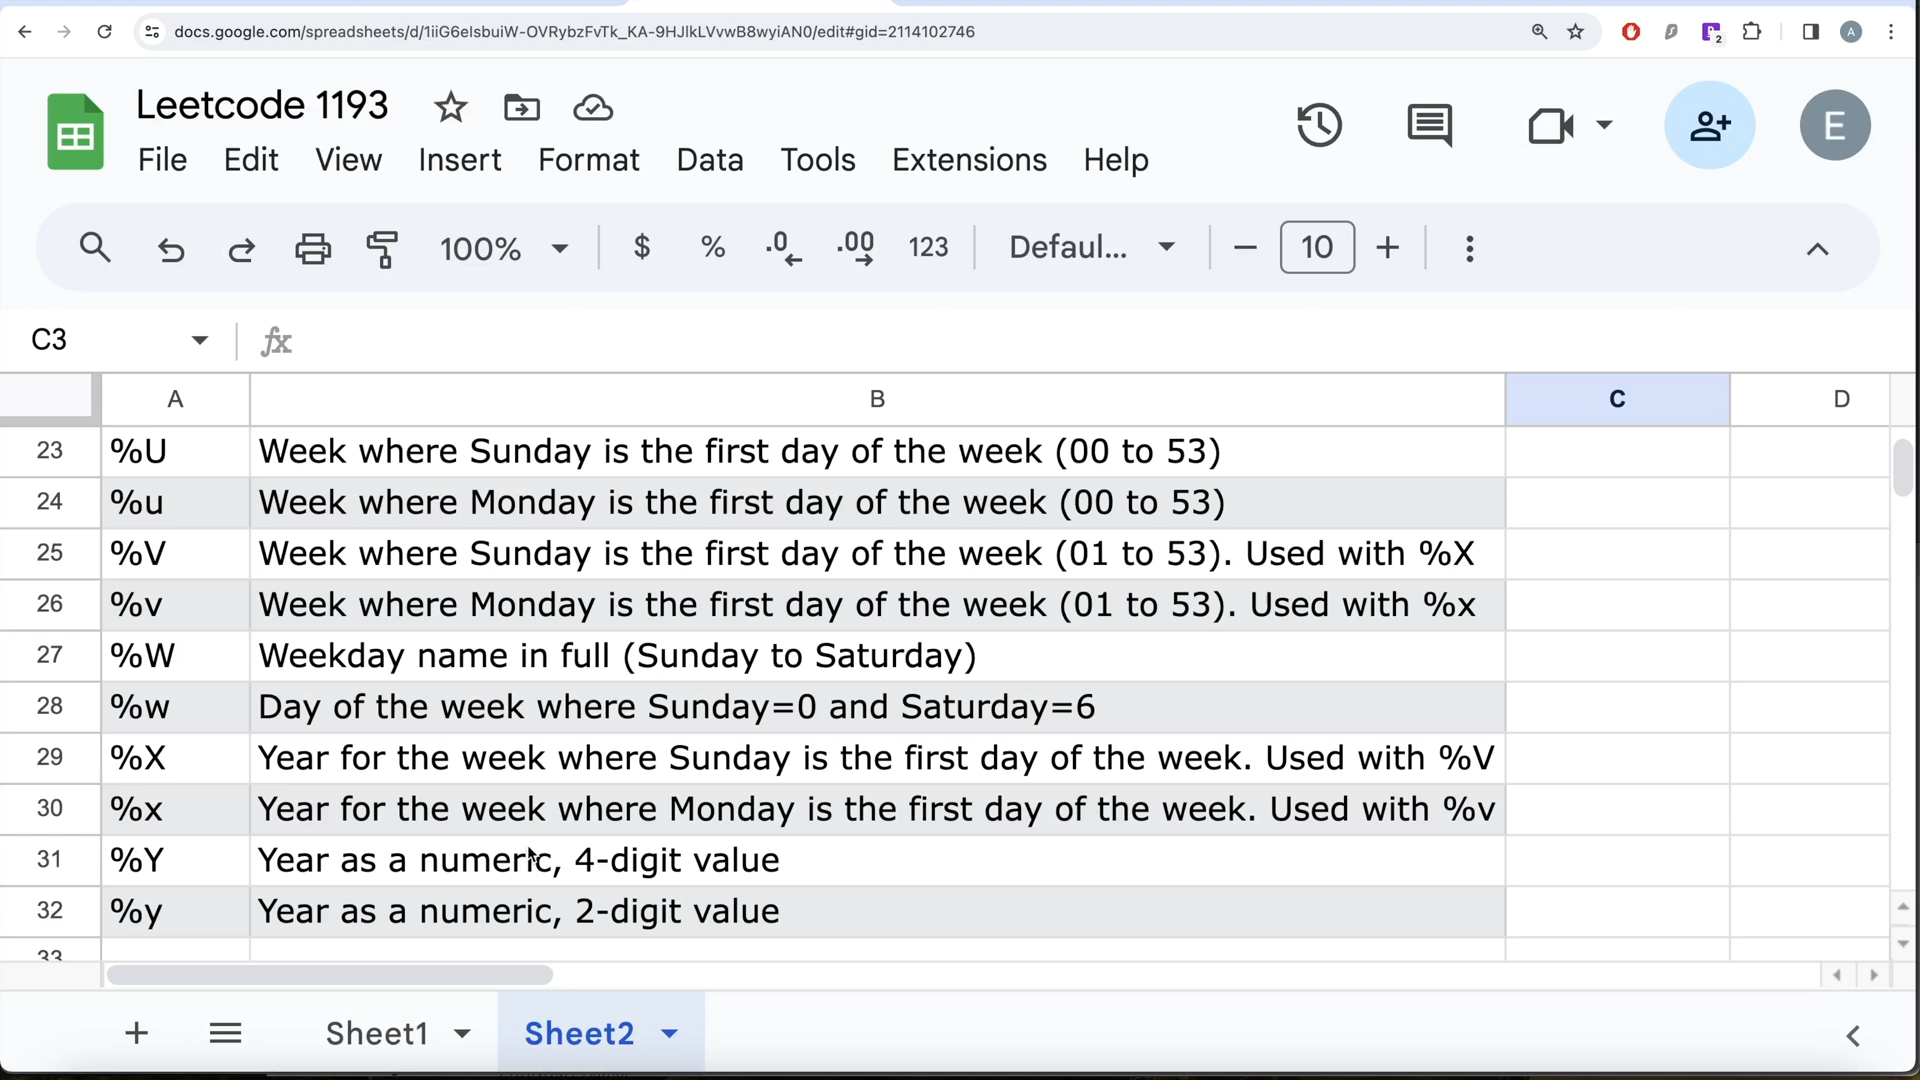 docs.google.com/spreadsheets/d/1iiG6eIsbuiW-OVRybzFvTk_KA-9HJlkLVvwB8wyiAN0/edit#gid=2114102746
2
A
Leetcode 1193
E
File Edit View Insert Format Data Tools Extensions Help
100% $ % .0 .00 123 Defaul... 10
C3 fx
A B C D
23 %U Week where Sunday is the first day of the week (00 to 53)
24 %u Week where Monday is the first day of the week (00 to 53)
25 %V Week where Sunday is the first day of the week (01 to 53). Used with %X
26 %v Week where Monday is the first day of the week (01 to 53). Used with %x
27 %W Weekday name in full (Sunday to Saturday)
28 %w Day of the week where Sunday=0 and Saturday=6
29 %X Year for the week where Sunday is the first day of the week. Used with %V
30 %x Year for the week where Monday is the first day of the week. Used with %v
31 %Y Year as a numeric, 4-digit value
32 %y Year as a numeric, 2-digit value
33
Sheet1 Sheet2